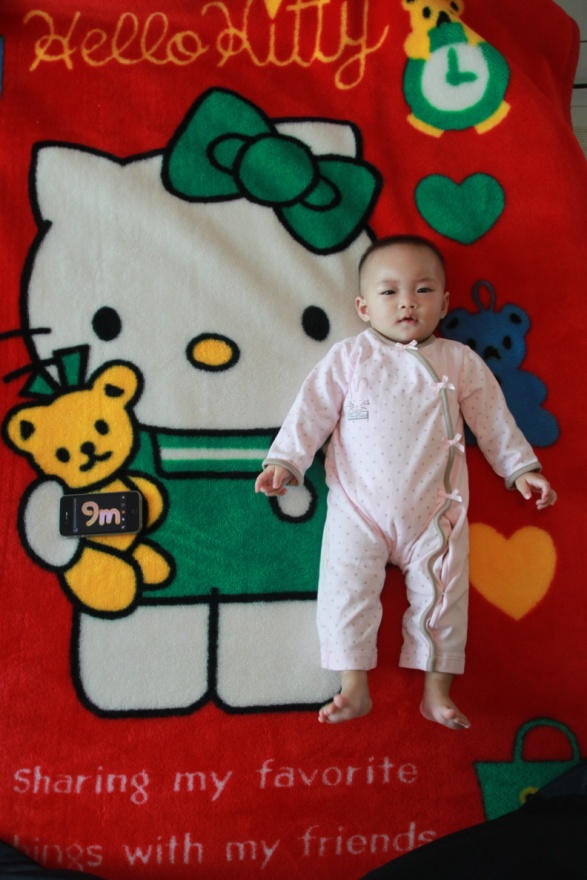 Hello Kitty
9m
Sharing my favorite
with my friends